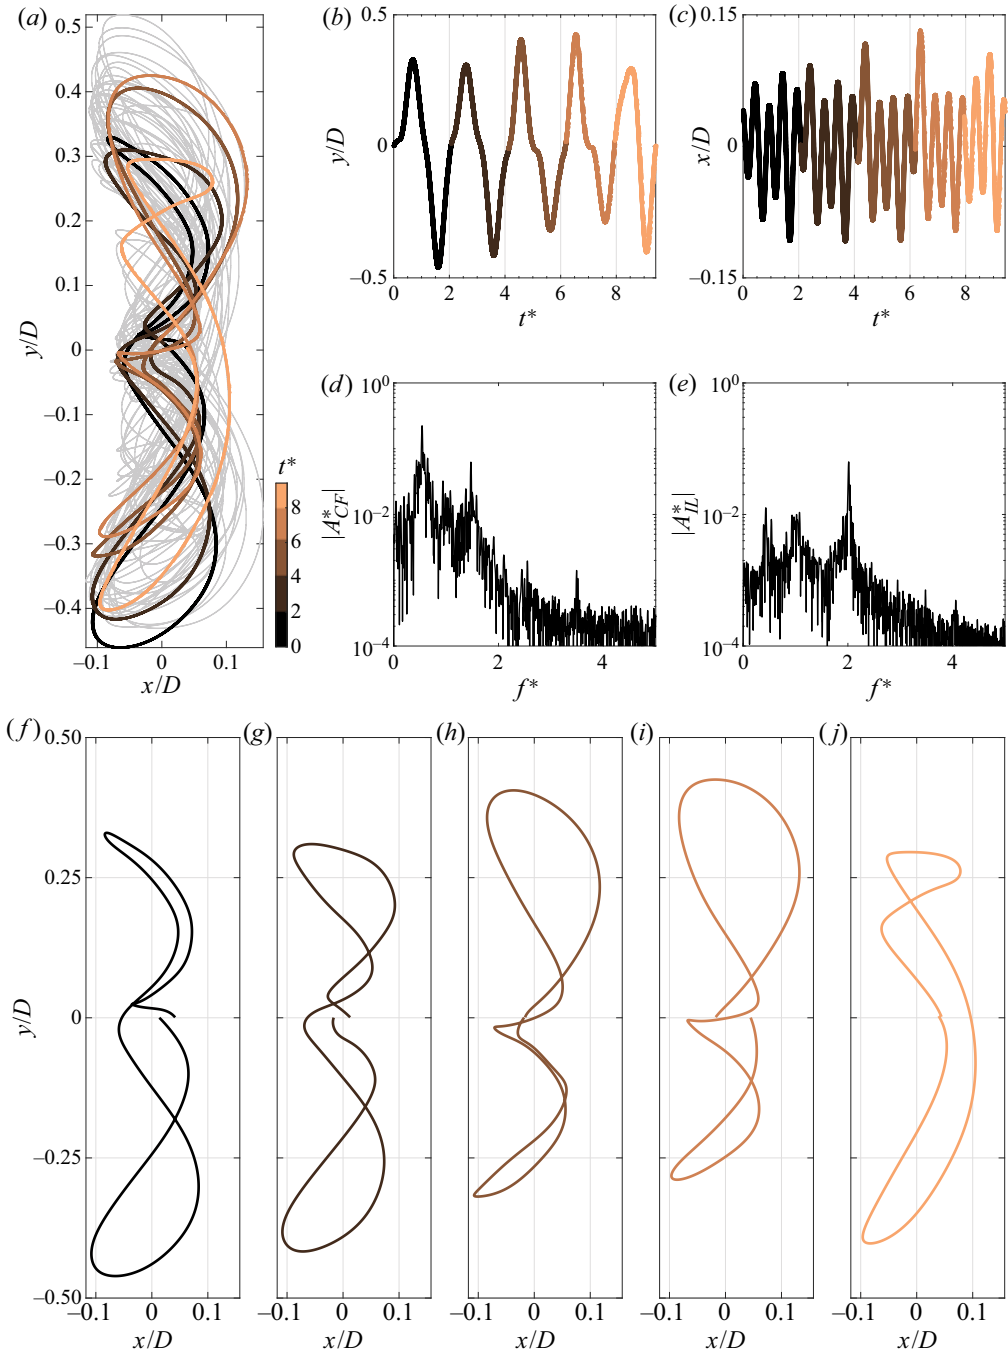 (a)
0.5
0.4
0.3
0.2
0.1
0
−0.1
−0.2
−0.3
−0.4
y/D
−0.1 0 0.1
x/D
t*
8
6
4
2
0
(b)
0.5
0
−0.5
y/D
0 2 4 6 8
t*
(c)
0.15
0
−0.15
x/D
0 2 4 6 8
t*
(d)
10^0
10^−2
10^−4
|A*_CF|
0 2 4
f*
(e)
10^0
10^−2
10^−4
|A*_IL|
0 2 4
f*
(f) (g) (h) (i) (j)
0.50
0.25
0
−0.25
−0.50
y/D
−0.1 0 0.1 −0.1 0 0.1 −0.1 0 0.1 −0.1 0 0.1 −0.1 0 0.1
x/D x/D x/D x/D x/D